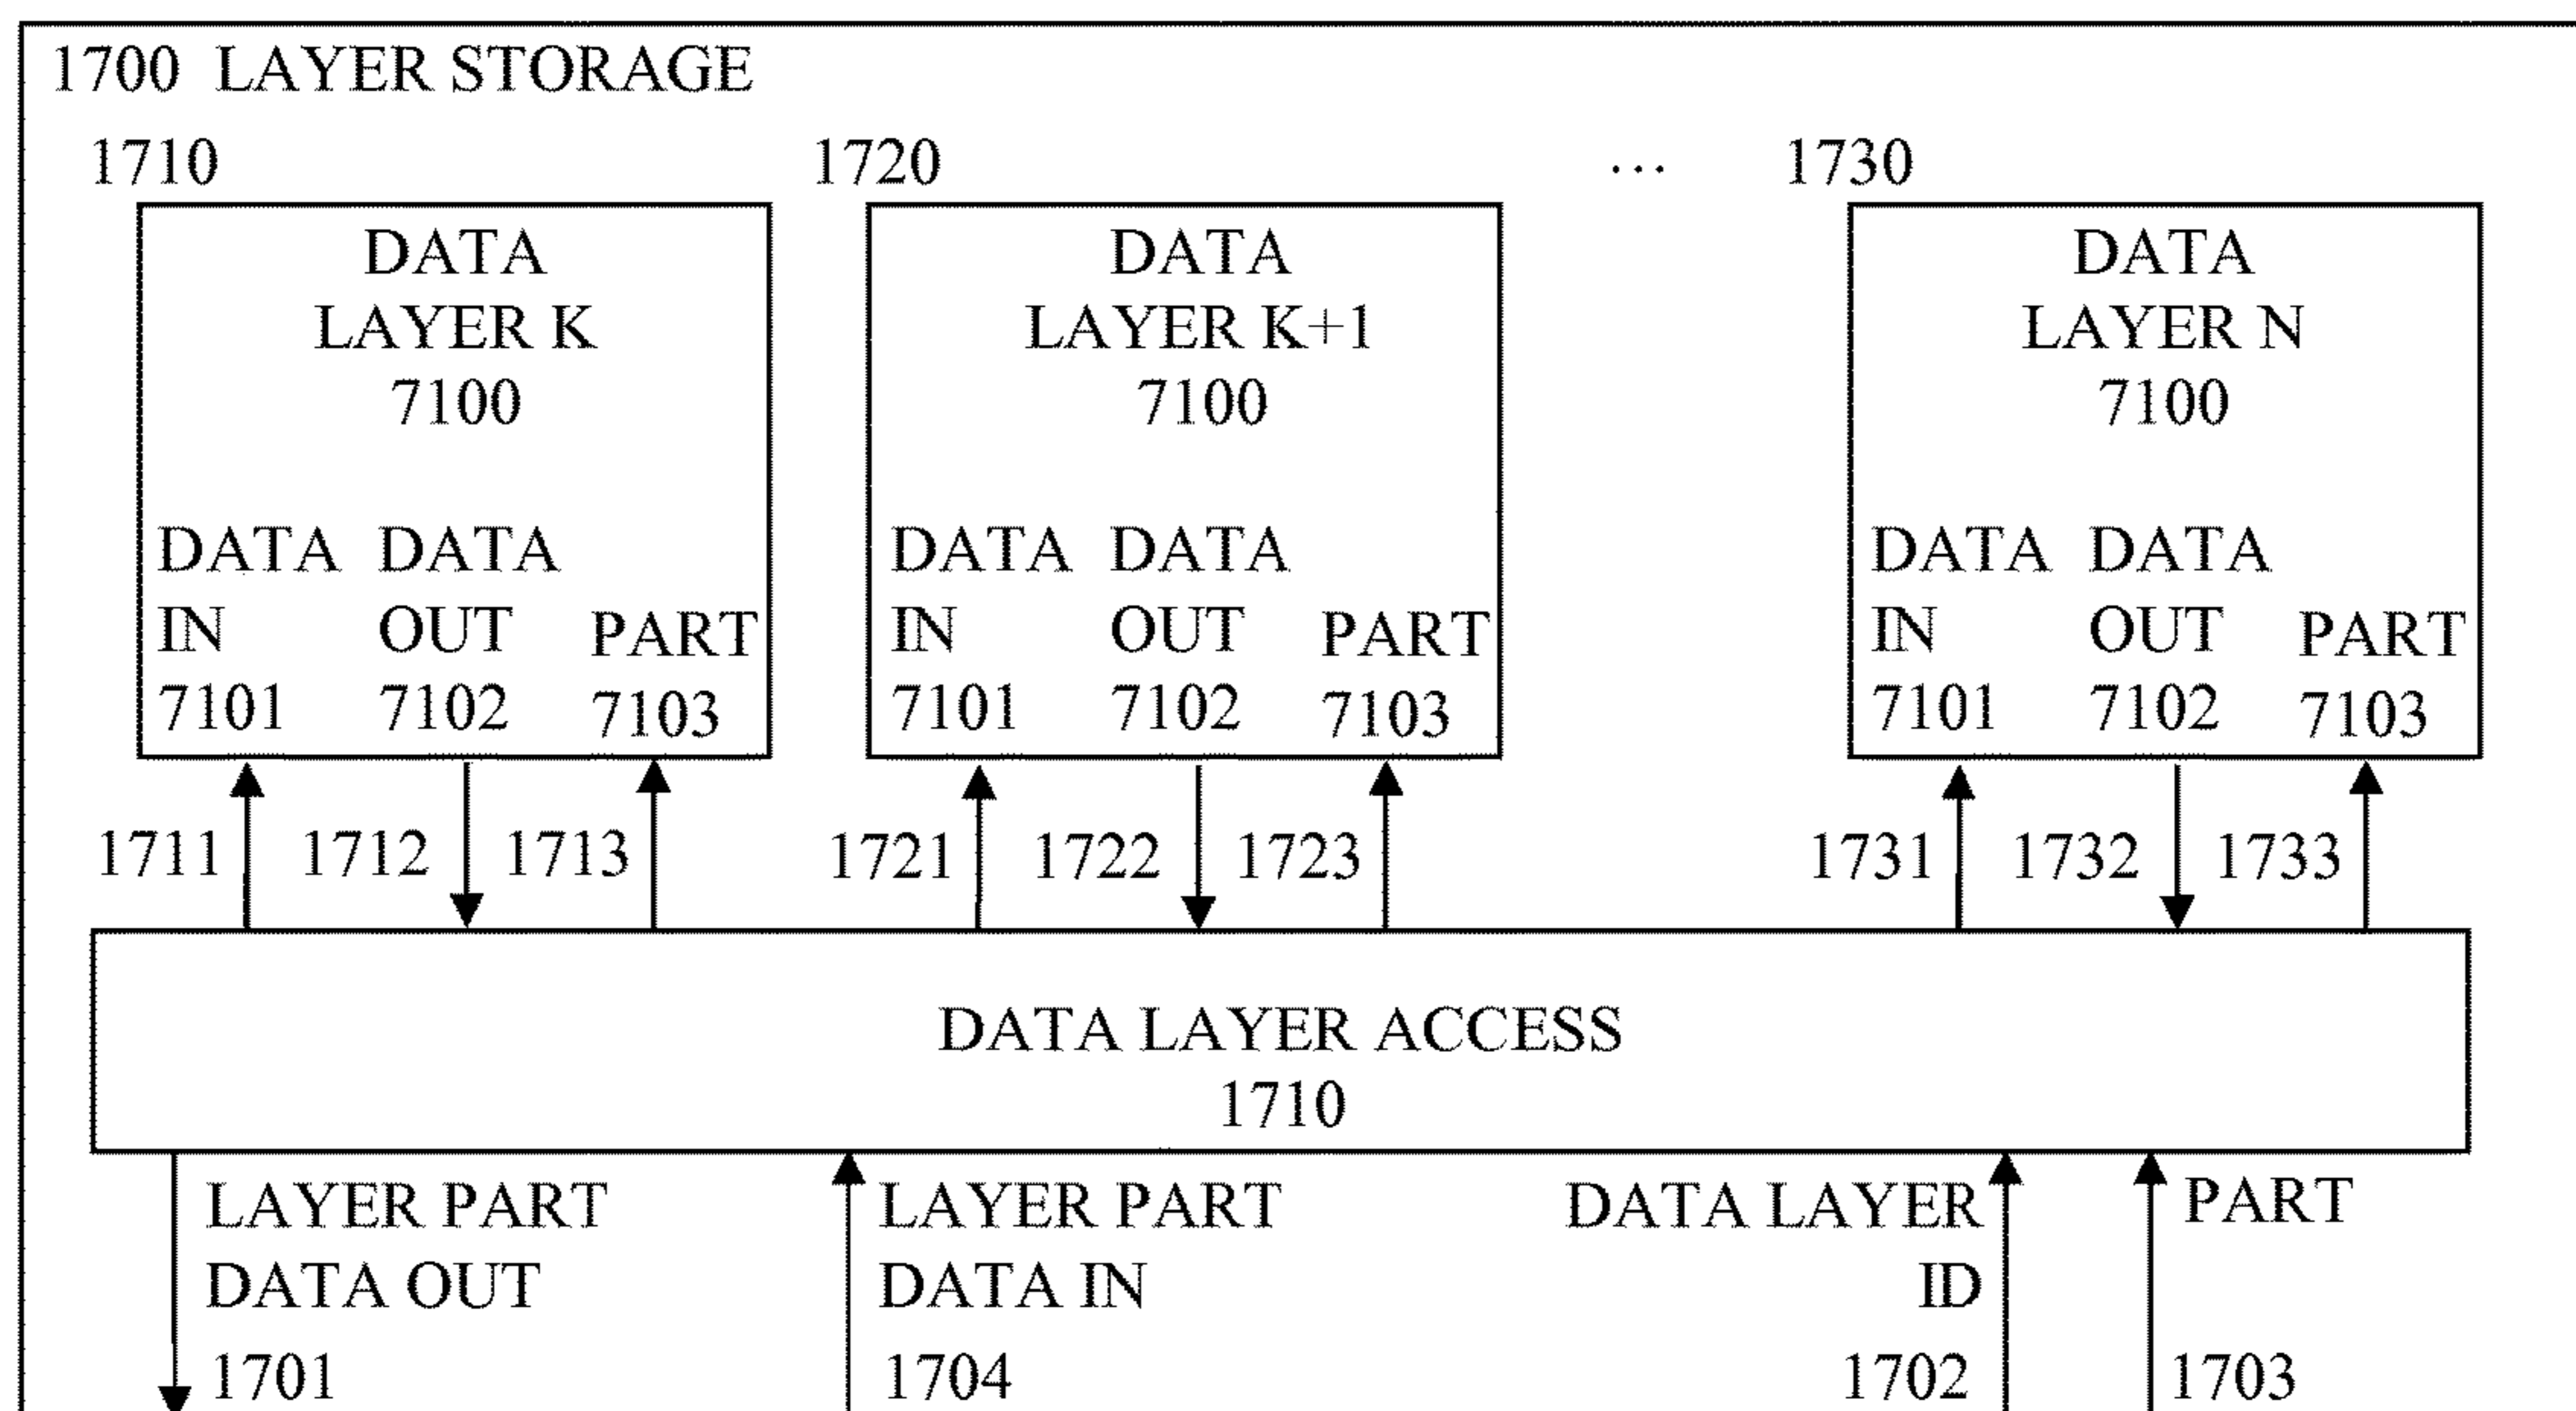 1700 LAYER STORAGE
1710 1720 … 1730
DATA LAYER K 7100
DATA LAYER K+1 7100
DATA LAYER N 7100
DATA IN 7101
DATA OUT 7102
PART 7103
DATA IN 7101
DATA OUT 7102
PART 7103
DATA IN 7101
DATA OUT 7102
PART 7103
1711 1712 1713 1721 1722 1723 1731 1732 1733
DATA LAYER ACCESS
1710
LAYER PART
DATA OUT
1701
LAYER PART
DATA IN
1704
DATA LAYER
ID
1702
PART
1703